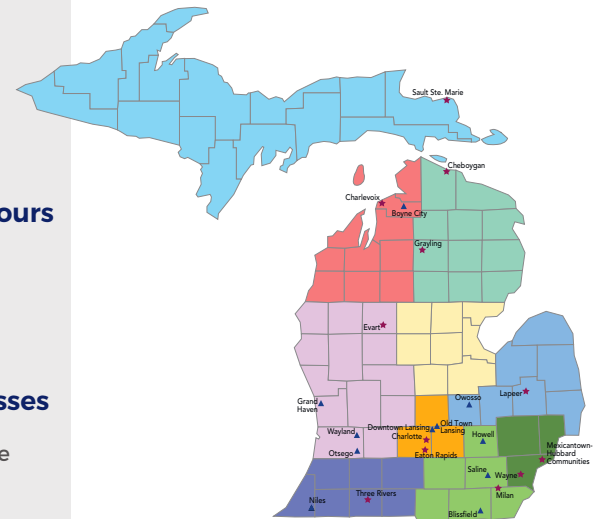 ours
sses
e
Sault Ste. Marie
Cheboygan
Charlevoix
Boyne City
Grayling
Evart
Grand
Haven
Owosso
Lapeer
Wayland
Downtown Lansing
Old Town
Lansing
Charlotte
Howell
Otsego
Eaton Rapids
Mexicantown-
Hubbard
Communities
Saline
Wayne
Niles
Three Rivers
Milan
Blissfield